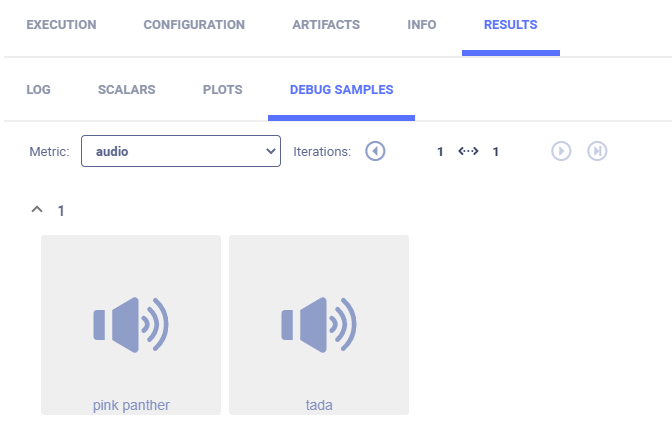 EXECUTION CONFIGURATION ARTIFACTS INFO RESULTS
LOG SCALARS PLOTS DEBUG SAMPLES
Metric: audio Iterations: 1 1
1
pink panther tada